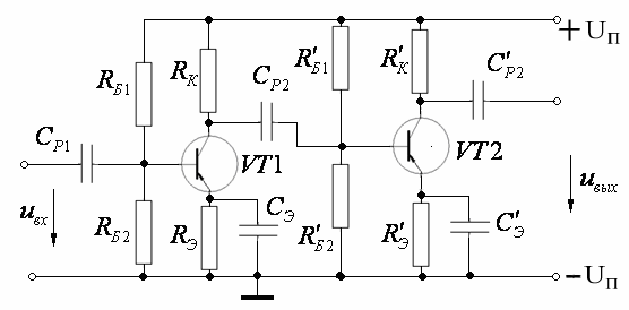 + Uп
R'Б1
R'К
C'Р2
RБ1
RК
CР2
CР1
VT1
VT2
uвх
RБ2
RЭ
CЭ
R'Б2
R'Э
C'Э
uвых
− Uп